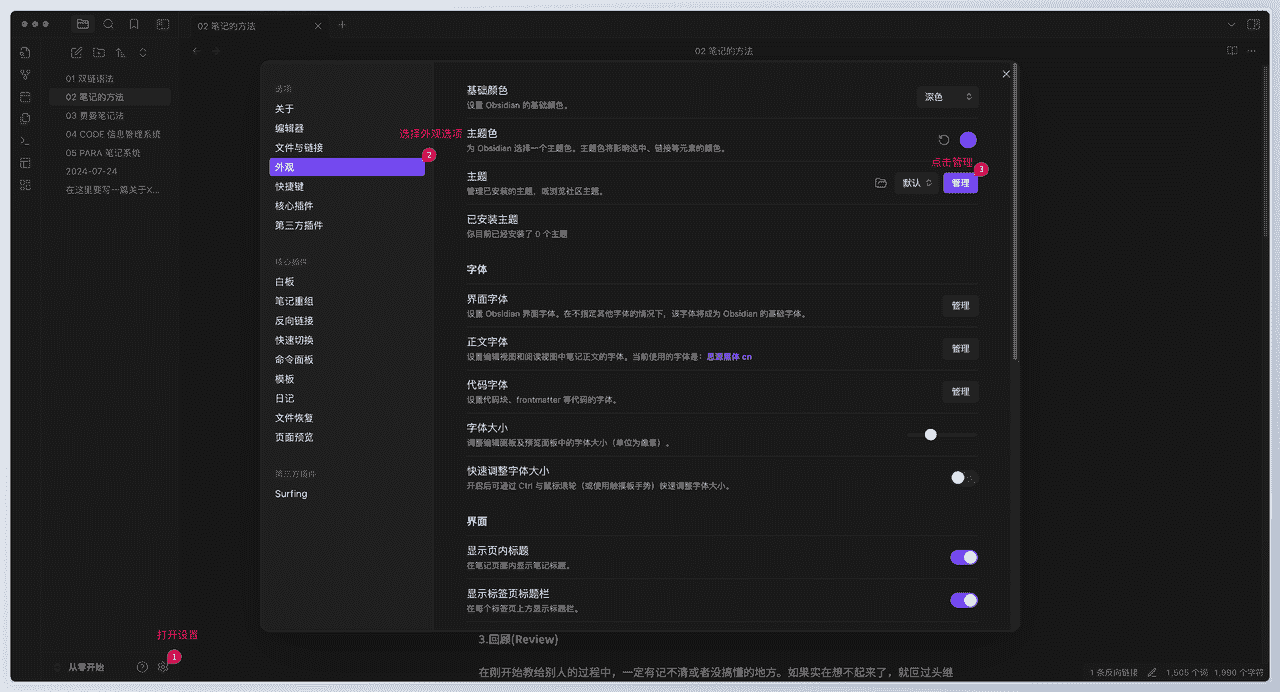 02 笔记的方法
02 笔记的方法
01 双链语法
02 笔记的方法
03 费曼笔记法
04 CODE 信息管理系统
05 PARA 笔记系统
2024-07-24
在这里要写一篇关于X...
选项
关于
编辑器
文件与链接
外观
快捷键
核心插件
第三方插件
核心插件
白板
笔记重组
反向链接
快速切换
命令面板
模板
日记
文件恢复
页面预览
第三方插件
Surfing
选择外观选项
2
基础颜色
设置 Obsidian 的基础颜色。
深色
主题色
为 Obsidian 选择一个主题色。主题色将影响选中、链接等元素的颜色。
点击管理
3
主题
管理已安装的主题，或浏览社区主题。
默认
管理
已安装主题
你目前已经安装了 0 个主题
字体
界面字体
设置 Obsidian 界面字体。在不指定其他字体的情况下，该字体将成为 Obsidian 的基础字体。
管理
正文字体
设置编辑视图和阅读视图中笔记正文的字体。当前使用的字体是：思源黑体 cn
管理
代码字体
设置代码块、frontmatter 等代码的字体。
管理
字体大小
调整编辑面板及预览面板中的字体大小（单位为像素）。
快速调整字体大小
开启后可通过 Ctrl 与鼠标滚轮（或使用触摸板手势）快速调整字体大小。
界面
显示页内标题
在笔记页面内显示笔记标题。
显示标签页标题栏
在每个标签页上方显示标题栏。
打开设置
1
从零开始
3.回顾(Review)
在刚开始教给别人的过程中，一定有记不清或者没搞懂的地方。如果实在想不起来了，就回过头继
1 条反向链接
1,505 个词
1,990 个字符